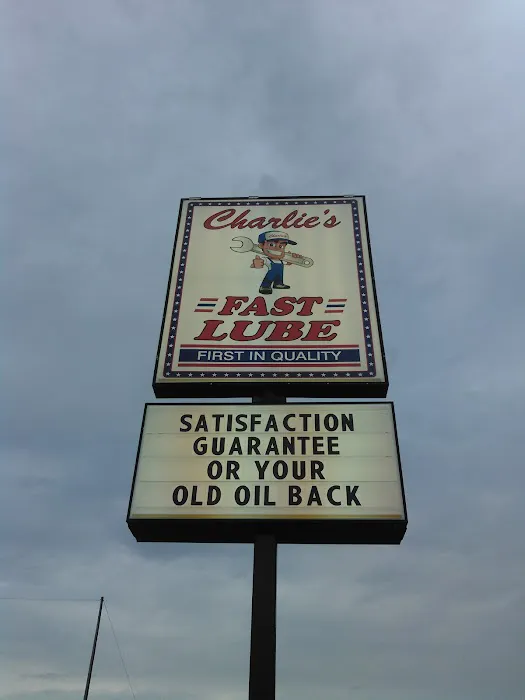 Charlie's
FAST
LUBE
FIRST IN QUALITY
SATISFACTION
GUARANTEE
OR YOUR
OLD OIL BACK